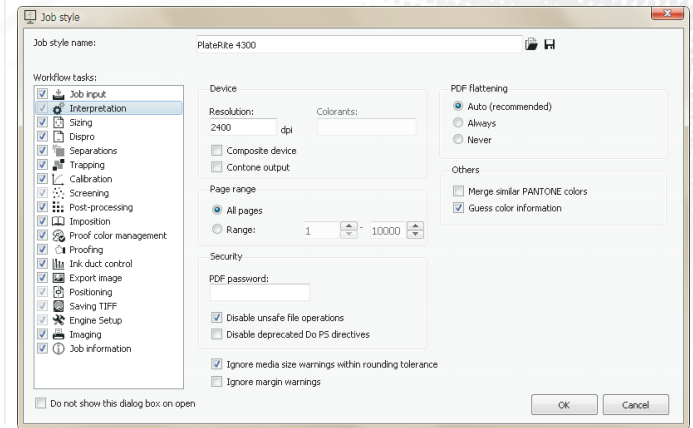 Job style
Job style name:
PlateRite 4300
Workflow tasks:
Job input
Interpretation
Sizing
Dispro
Separations
Trapping
Calibration
Screening
Post-processing
Imposition
Proof color management
Proofing
Ink duct control
Export image
Positioning
Saving TIFF
Engine Setup
Imaging
Job information
Device
Resolution:
Colorants:
2400 dpi
Composite device
Contone output
Page range
All pages
Range: 1 - 10000
Security
PDF password:
Disable unsafe file operations
Disable deprecated Do PS directives
Ignore media size warnings within rounding tolerance
Ignore margin warnings
PDF flattening
Auto (recommended)
Always
Never
Others
Merge similar PANTONE colors
Guess color information
Do not show this dialog box on open
OK Cancel